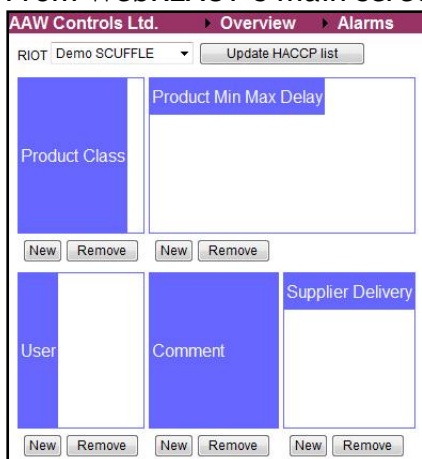 AAW Controls Ltd. Overview Alarms
RIOT Demo SCUFFLE Update HACCP list
Product Class
Product Min Max Delay
New Remove New Remove
User
Comment
Supplier Delivery
New Remove New Remove New Remove